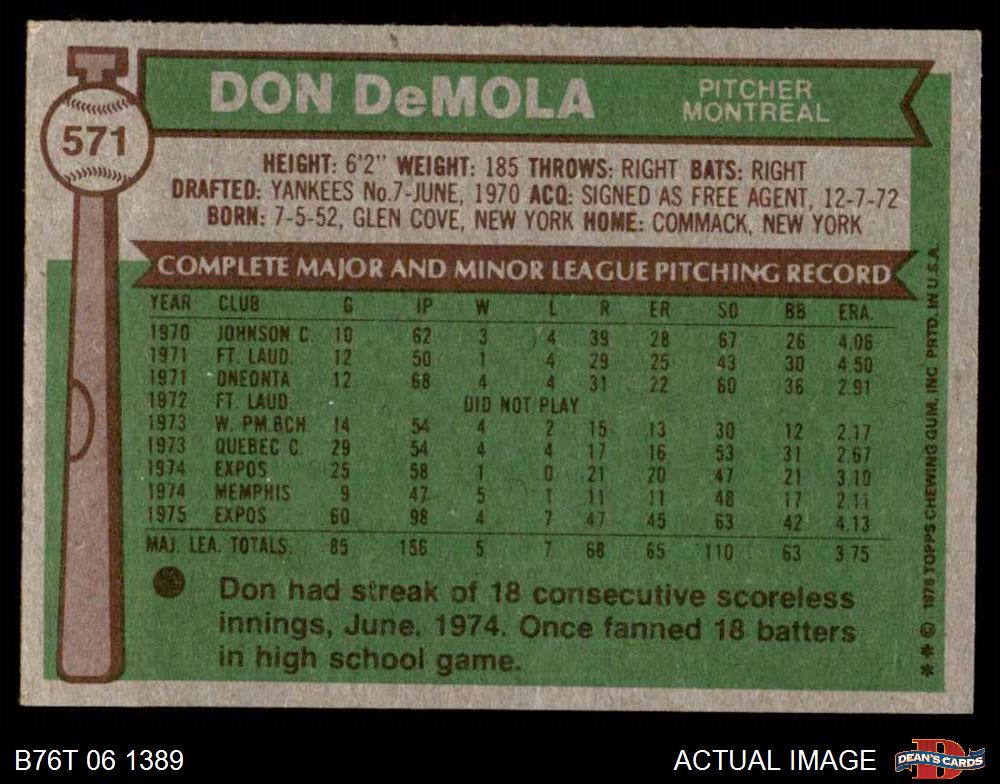 571
DON DeMOLA
PITCHER
MONTREAL
HEIGHT: 6'2" WEIGHT: 185 THROWS: RIGHT BATS: RIGHT
DRAFTED: YANKEES No.7-JUNE, 1970 ACQ: SIGNED AS FREE AGENT, 12-7-72
BORN: 7-5-52, GLEN COVE, NEW YORK HOME: COMMACK, NEW YORK
COMPLETE MAJOR AND MINOR LEAGUE PITCHING RECORD
YEAR CLUB G IP W L R ER SO BB ERA.
1970 JOHNSON C. 10 62 3 4 39 28 67 26 4.06
1971 FT. LAUD. 12 50 1 4 29 25 43 30 4.50
1971 ONEONTA 12 68 4 4 31 22 60 36 2.91
1972 FT. LAUD. DID NOT PLAY
1973 W. PM.BCH. 14 54 4 2 15 13 30 12 2.17
1973 QUEBEC C. 29 54 4 4 17 16 53 31 2.67
1974 EXPOS 25 58 1 0 21 20 47 21 3.10
1974 MEMPHIS 9 47 5 1 11 11 48 17 2.11
1975 EXPOS 60 98 4 7 47 45 63 42 4.13
MAJ. LEA. TOTALS. 85 156 5 7 68 65 110 63 3.75
Don had streak of 18 consecutive scoreless
innings, June, 1974. Once fanned 18 batters
in high school game.
** © 1976 TOPPS CHEWING GUM, INC. PRTD. IN U.S.A.
B76T 06 1389
ACTUAL IMAGE
DEAN'S CARDS